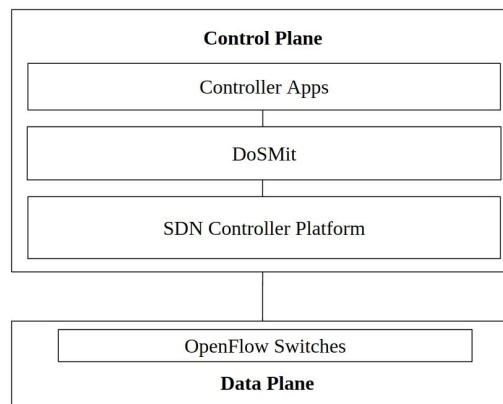 Control Plane
Controller Apps
DoSMit
SDN Controller Platform
OpenFlow Switches
Data Plane